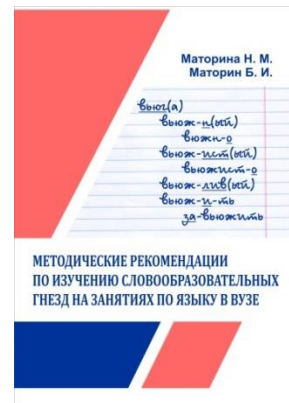 Маторина Н. М.
Маторин Б. И.
вьюг(а)
вьюж-н(ый)
вьюжн-о
вьюж-ист(ый)
вьюжист-о
вьюж-лив(ый)
вьюж-и-ть
за-вьюжить
МЕТОДИЧЕСКИЕ РЕКОМЕНДАЦИИ
ПО ИЗУЧЕНИЮ СЛОВООБРАЗОВАТЕЛЬНЫХ
ГНЕЗД НА ЗАНЯТИЯХ ПО ЯЗЫКУ В ВУЗЕ